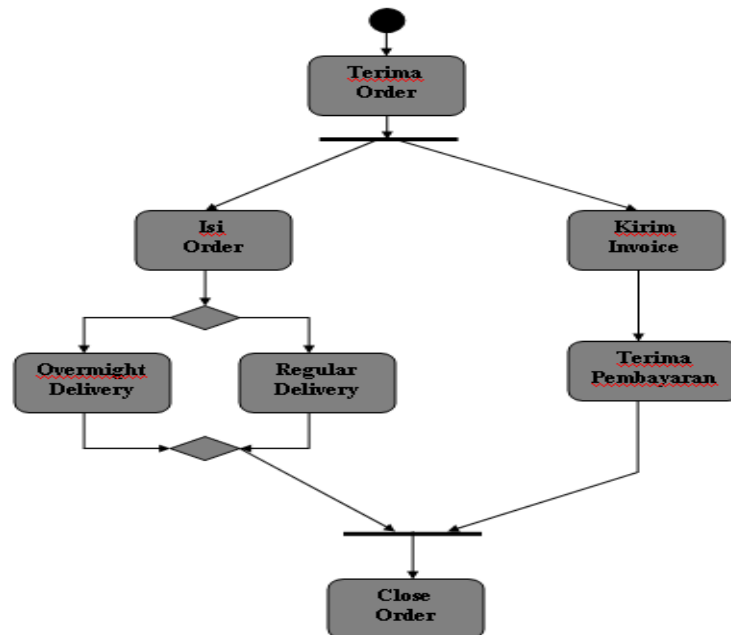 Terima
Order
Isi
Order
Kirim
Invoice
Overmight
Delivery
Regular
Delivery
Terima
Pembayaran
Close
Order